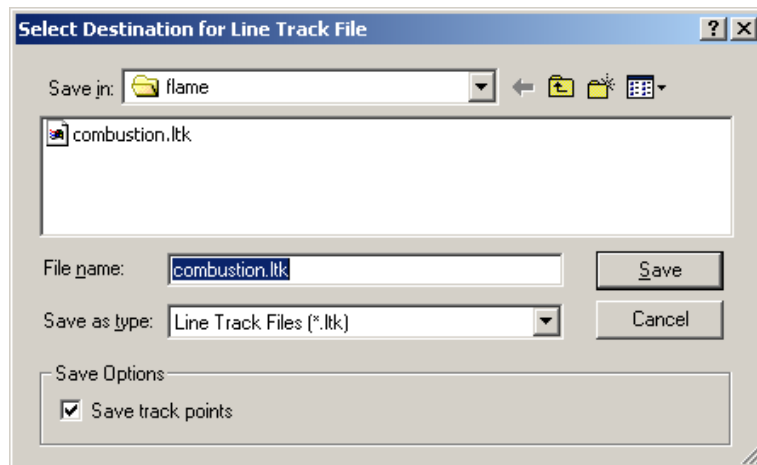 Select Destination for Line Track File
Save in: flame
combustion.ltk
File name: combustion.ltk Save
Save as type: Line Track Files (*.ltk) Cancel
Save Options
Save track points